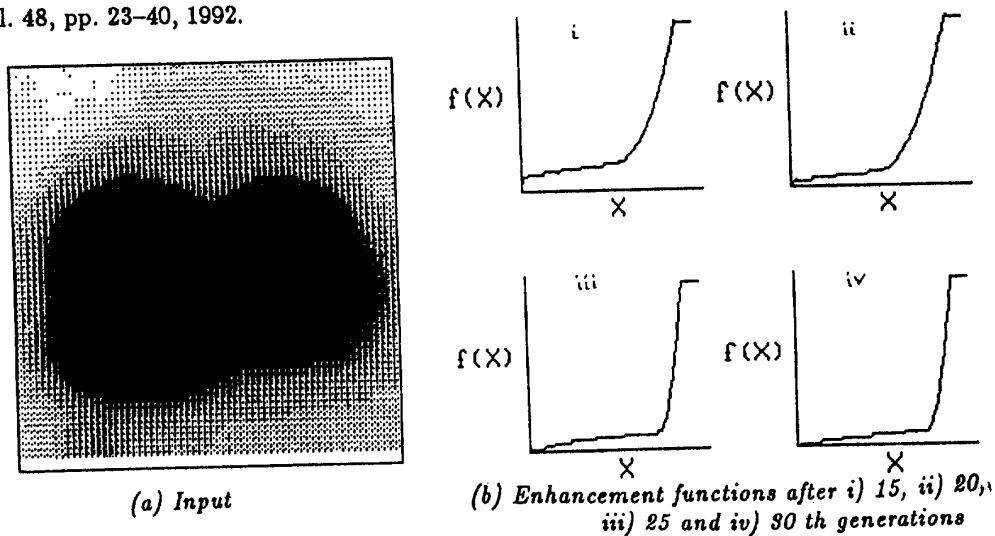 l. 48, pp. 23–40, 1992.
i
f(X)
X
ii
f(X)
X
iii
f(X)
X
iv
f(X)
X
(a) Input
(b) Enhancement functions after i) 15, ii) 20,
iii) 25 and iv) 30 th generations